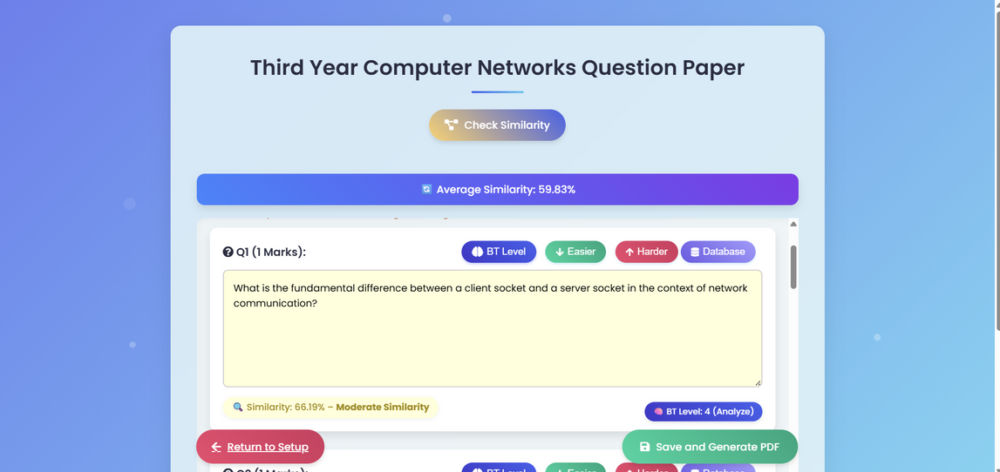 Third Year Computer Networks Question Paper
Check Similarity
Average Similarity: 59.83%
Q1 (1 Marks):
BT Level
Easier
Harder
Database
What is the fundamental difference between a client socket and a server socket in the context of network
communication?
Similarity: 66.19% – Moderate Similarity
BT Level: 4 (Analyze)
Return to Setup
Save and Generate PDF
BT Level
Easier
Harder
Database